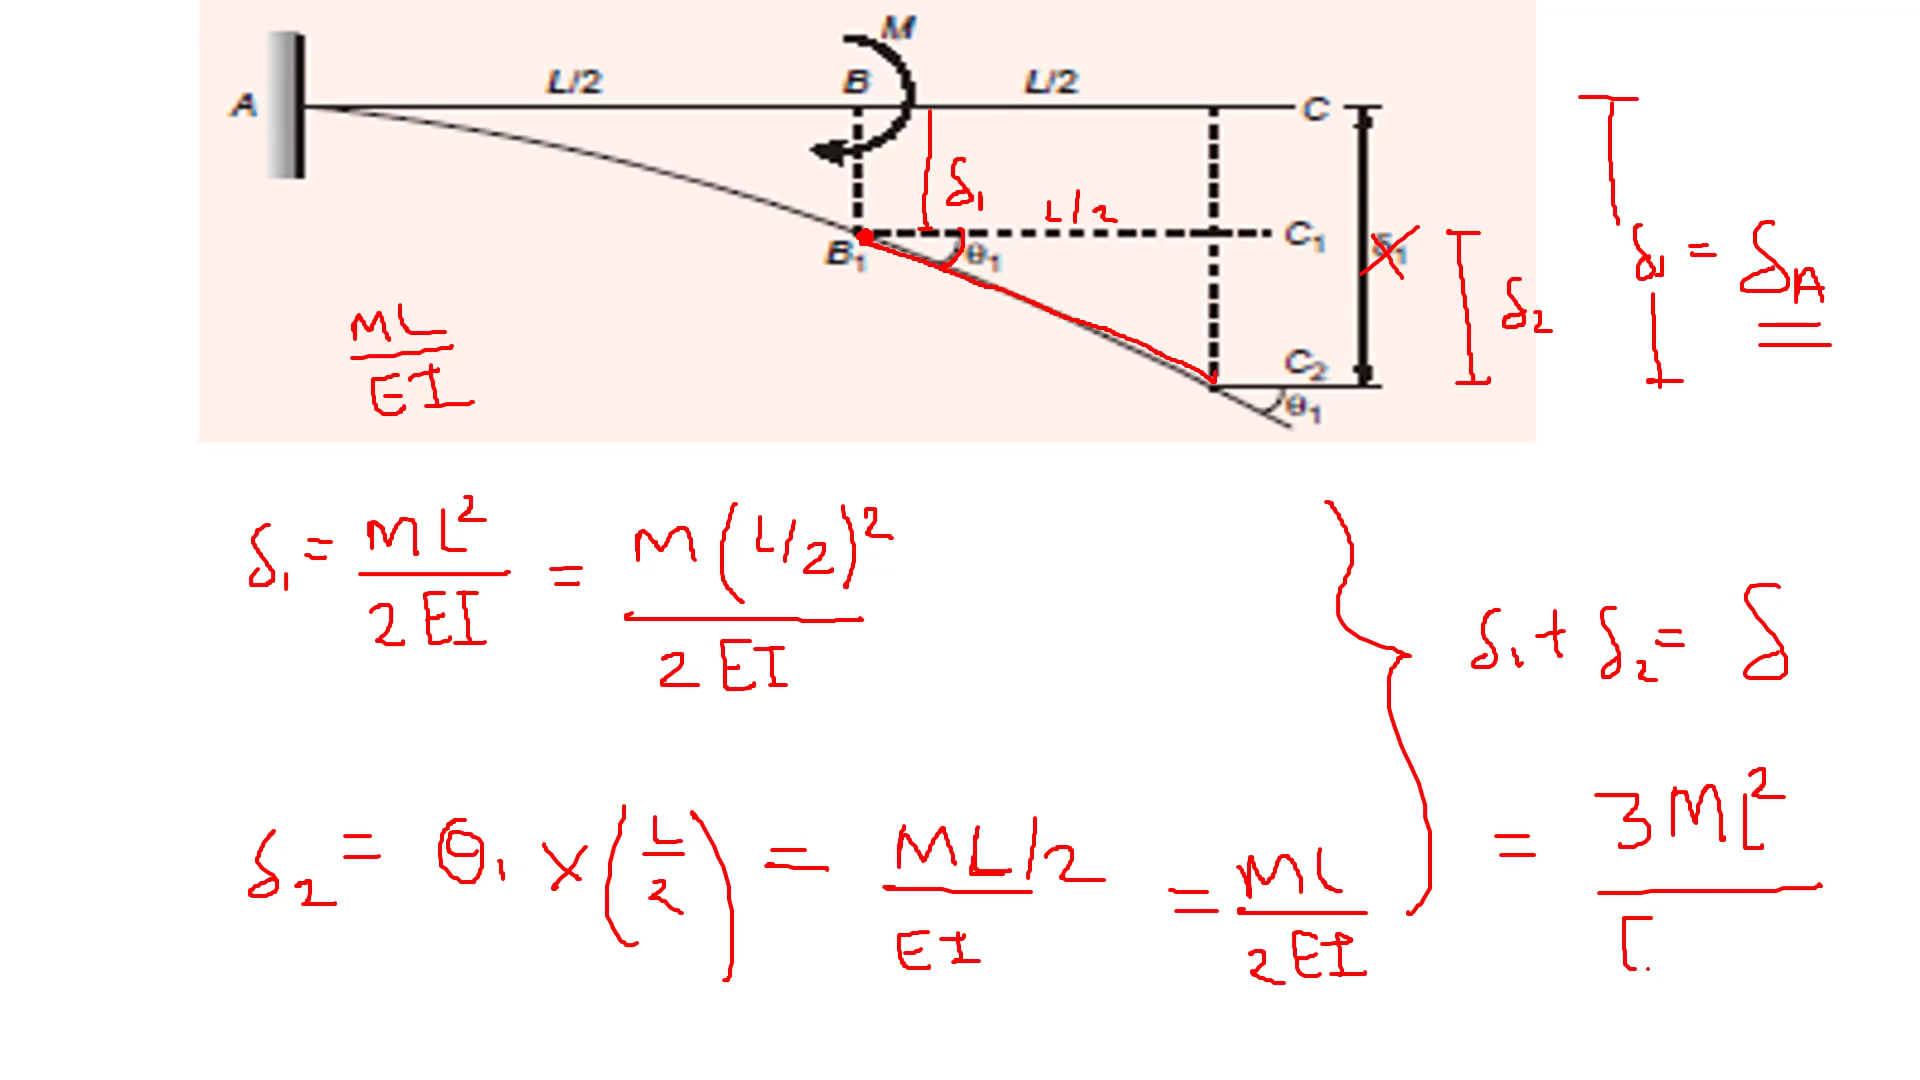 M
A L/2 B L/2 C
δ₁
L/2
B₁ θ₁ C₁ δ₁ δ₂ δ₁ = δA
ML/EI
C₂
θ₁
δ₁ = ML²/2EI = M(L/2)²/2EI
δ₁ + δ₂ = δ
δ₂ = θ₁ × (L/2) = ML/2/EI = ML/2EI
= 3ML²/